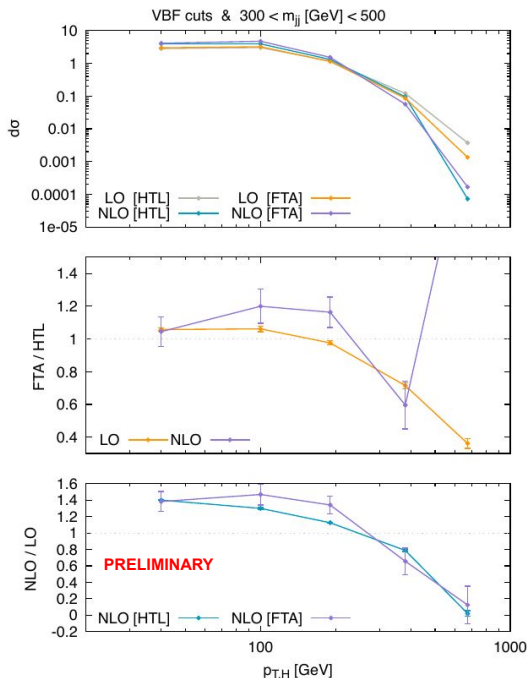 VBF cuts & 300 < m_jj [GeV] < 500
10
1
0.1
0.01
0.001
0.0001
1e-05
dσ
LO [HTL] LO [FTA]
NLO [HTL] NLO [FTA]
1.4
1.2
1
0.8
0.6
0.4
FTA / HTL
LO NLO
1.6
1.4
1.2
1
0.8
0.6
0.4
0.2
0
-0.2
NLO / LO
PRELIMINARY
NLO [HTL] NLO [FTA]
100 1000
p_T,H [GeV]